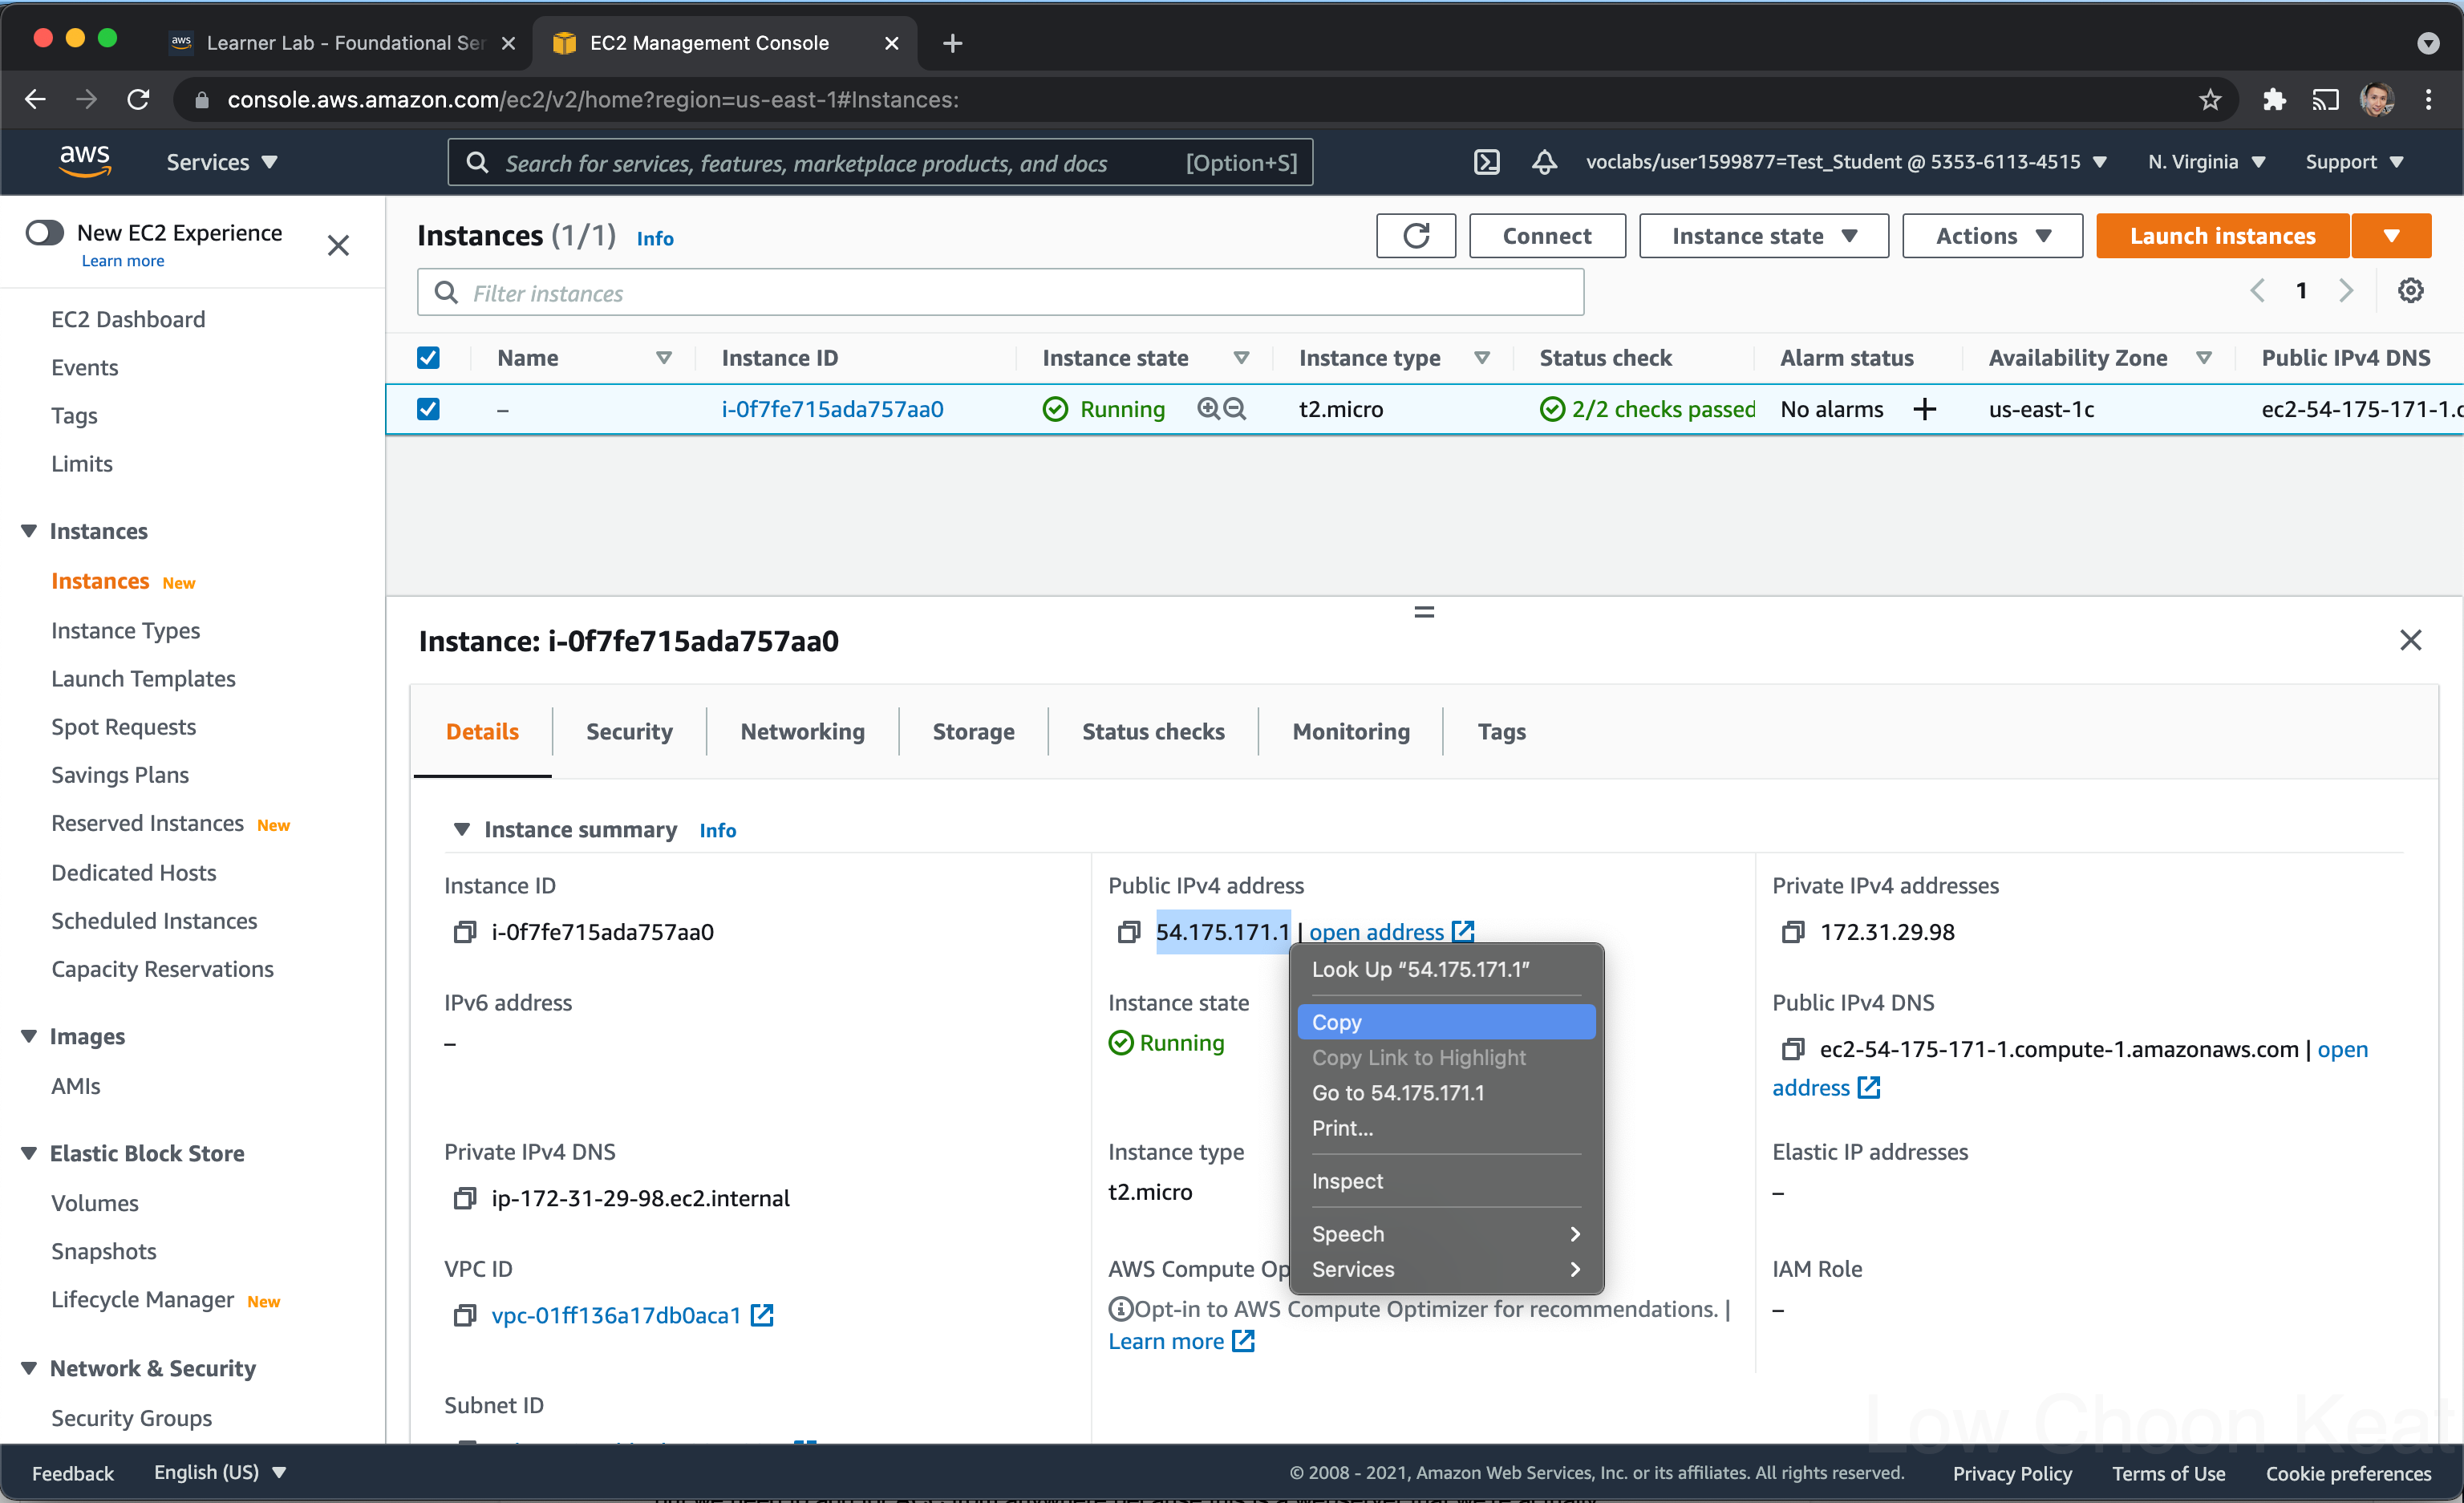 aws Learner Lab - Foundational Ser
EC2 Management Console
console.aws.amazon.com/ec2/v2/home?region=us-east-1#Instances:
aws Services Search for services, features, marketplace products, and docs [Option+S] voclabs/user1599877=Test_Student @ 5353-6113-4515 N. Virginia Support
New EC2 Experience
Learn more
EC2 Dashboard
Events
Tags
Limits
Instances
Instances New
Instance Types
Launch Templates
Spot Requests
Savings Plans
Reserved Instances New
Dedicated Hosts
Scheduled Instances
Capacity Reservations
Images
AMIs
Elastic Block Store
Volumes
Snapshots
Lifecycle Manager New
Network & Security
Security Groups
Instances (1/1) Info
Connect Instance state Actions Launch instances
Filter instances
1
Name Instance ID Instance state Instance type Status check Alarm status Availability Zone Public IPv4 DNS
– i-0f7fe715ada757aa0 Running t2.micro 2/2 checks passed No alarms + us-east-1c ec2-54-175-171-1.c
Instance: i-0f7fe715ada757aa0
Details Security Networking Storage Status checks Monitoring Tags
Instance summary Info
Instance ID
i-0f7fe715ada757aa0
IPv6 address
–
Private IPv4 DNS
ip-172-31-29-98.ec2.internal
VPC ID
vpc-01ff136a17db0aca1
Subnet ID
Public IPv4 address
54.175.171.1 | open address
Instance state
Running
Instance type
t2.micro
AWS Compute Op
Opt-in to AWS Compute Optimizer for recommendations. |
Learn more
Look Up “54.175.171.1”
Copy
Copy Link to Highlight
Go to 54.175.171.1
Print...
Inspect
Speech
Services
Private IPv4 addresses
172.31.29.98
Public IPv4 DNS
ec2-54-175-171-1.compute-1.amazonaws.com | open
address
Elastic IP addresses
–
IAM Role
–
Low Choon Keat
Feedback English (US) © 2008 - 2021, Amazon Web Services, Inc. or its affiliates. All rights reserved. Privacy Policy Terms of Use Cookie preferences